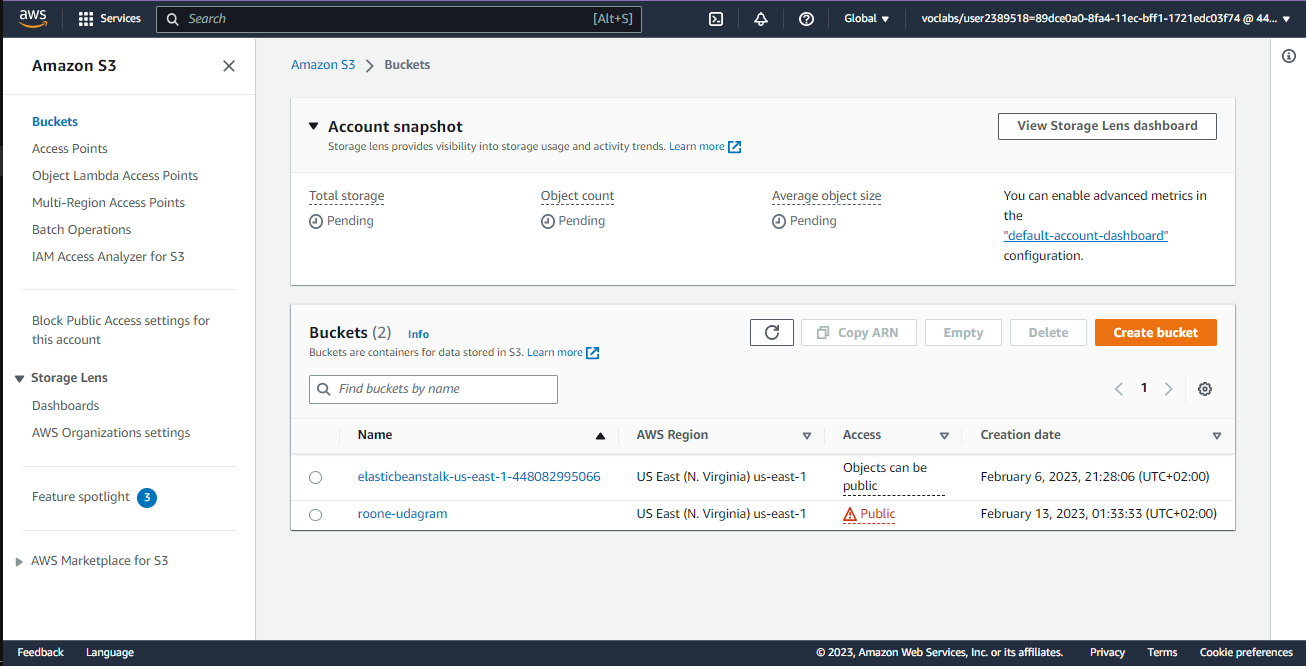 aws
Services
Search
[Alt+S]
Global
voclabs/user2389518=89dce0a0-8fa4-11ec-bff1-1721edc03f74 @ 44...
Amazon S3
Buckets
Access Points
Object Lambda Access Points
Multi-Region Access Points
Batch Operations
IAM Access Analyzer for S3
Block Public Access settings for
this account
Storage Lens
Dashboards
AWS Organizations settings
Feature spotlight 3
AWS Marketplace for S3
Amazon S3 > Buckets
Account snapshot
Storage lens provides visibility into storage usage and activity trends. Learn more
View Storage Lens dashboard
Total storage
Pending
Object count
Pending
Average object size
Pending
You can enable advanced metrics in
the
"default-account-dashboard"
configuration.
Buckets (2) Info
Buckets are containers for data stored in S3. Learn more
Copy ARN
Empty
Delete
Create bucket
Find buckets by name
1
Name AWS Region Access Creation date
elasticbeanstalk-us-east-1-448082995066 US East (N. Virginia) us-east-1 Objects can be public February 6, 2023, 21:28:06 (UTC+02:00)
roone-udagram US East (N. Virginia) us-east-1 Public February 13, 2023, 01:33:33 (UTC+02:00)
Feedback Language © 2023, Amazon Web Services, Inc. or its affiliates. Privacy Terms Cookie preferences